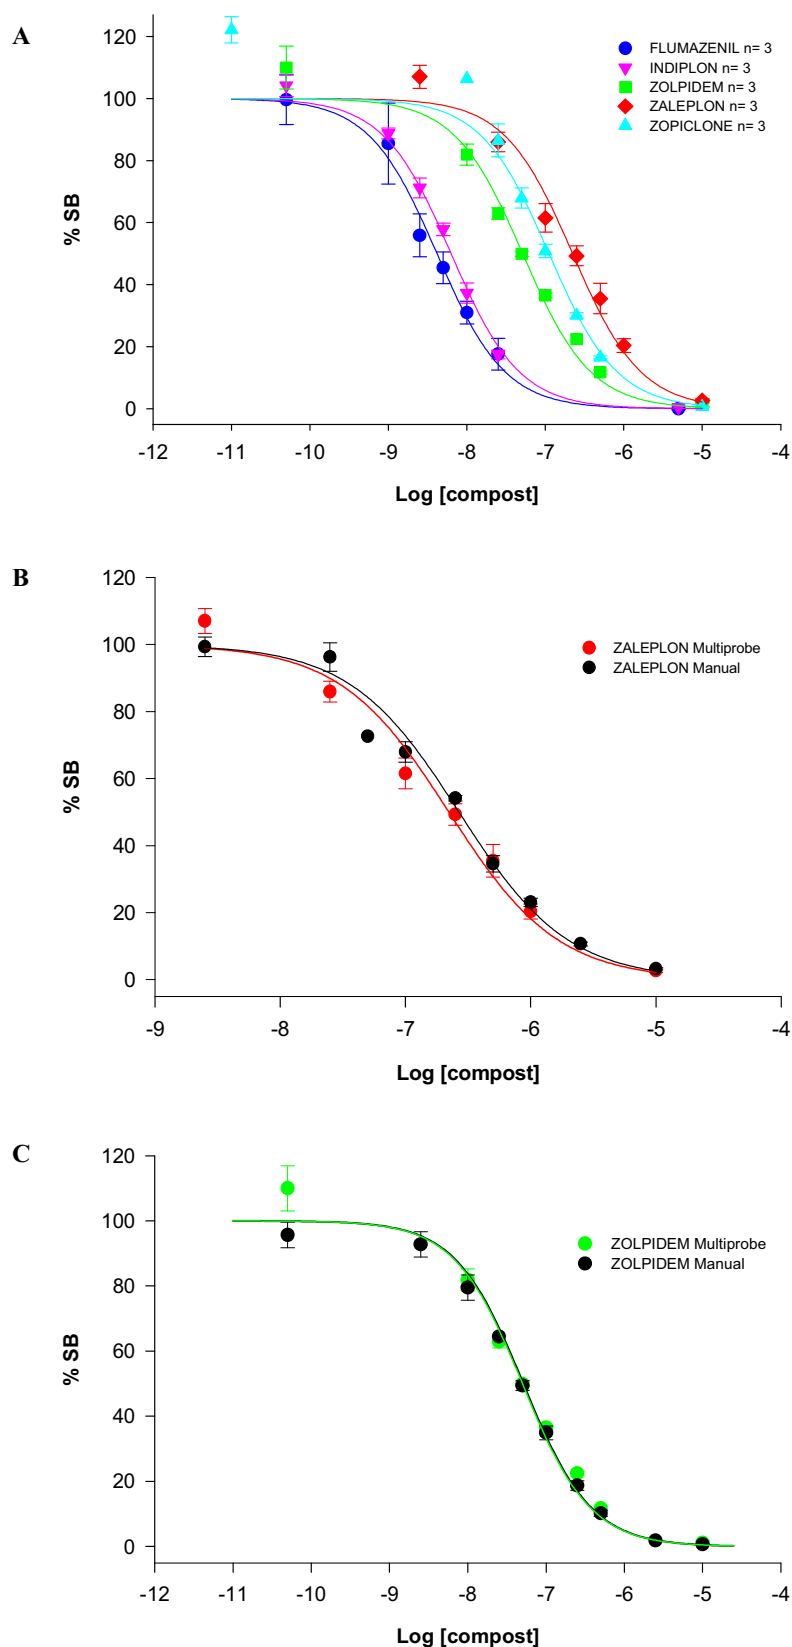 A
120
100
80
60
40
20
0
% SB
FLUMAZENIL n= 3
INDIPLON n= 3
ZOLPIDEM n= 3
ZALEPLON n= 3
ZOPICLONE n= 3
-12 -11 -10 -9 -8 -7 -6 -5 -4
Log [compost]
B
120
100
80
60
40
20
0
% SB
ZALEPLON Multiprobe
ZALEPLON Manual
-9 -8 -7 -6 -5 -4
Log [compost]
C
120
100
80
60
40
20
0
% SB
ZOLPIDEM Multiprobe
ZOLPIDEM Manual
-12 -11 -10 -9 -8 -7 -6 -5 -4
Log [compost]